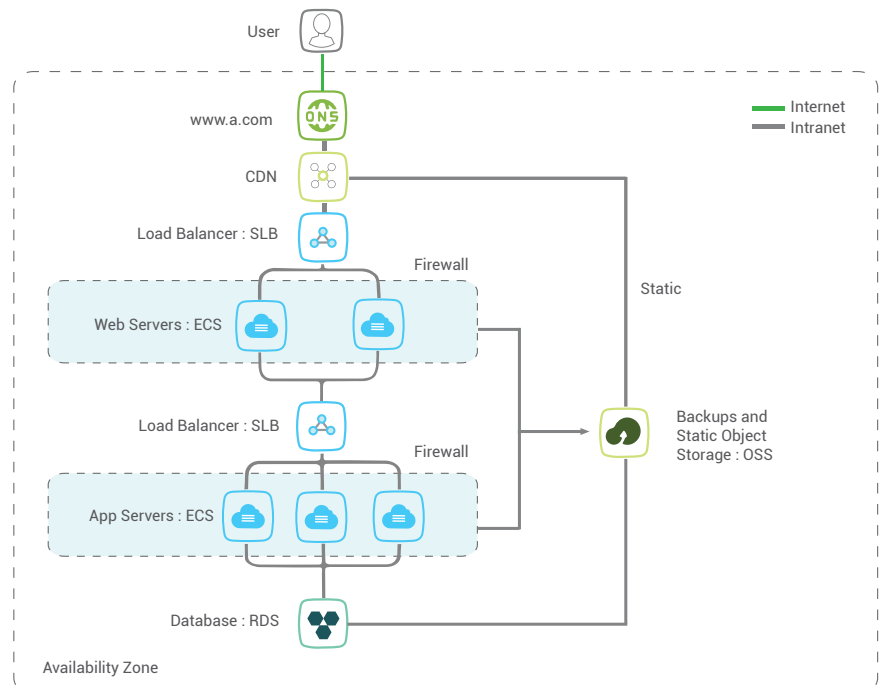 User
www.a.com
ONS
Internet
Intranet
CDN
Load Balancer : SLB
Firewall
Static
Web Servers : ECS
Load Balancer : SLB
Backups and
Static Object
Storage : OSS
Firewall
App Servers : ECS
Database : RDS
Availability Zone